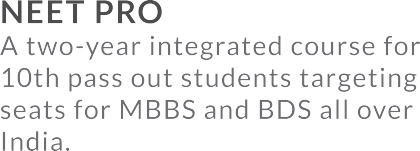 NEET PRO
A two-year integrated course for
10th pass out students targeting
seats for MBBS and BDS all over
India.